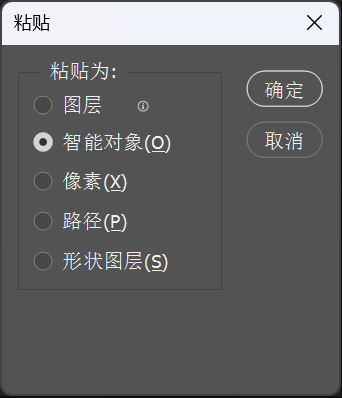 粘贴
粘贴为:
图层
智能对象(O)
像素(X)
路径(P)
形状图层(S)
确定
取消